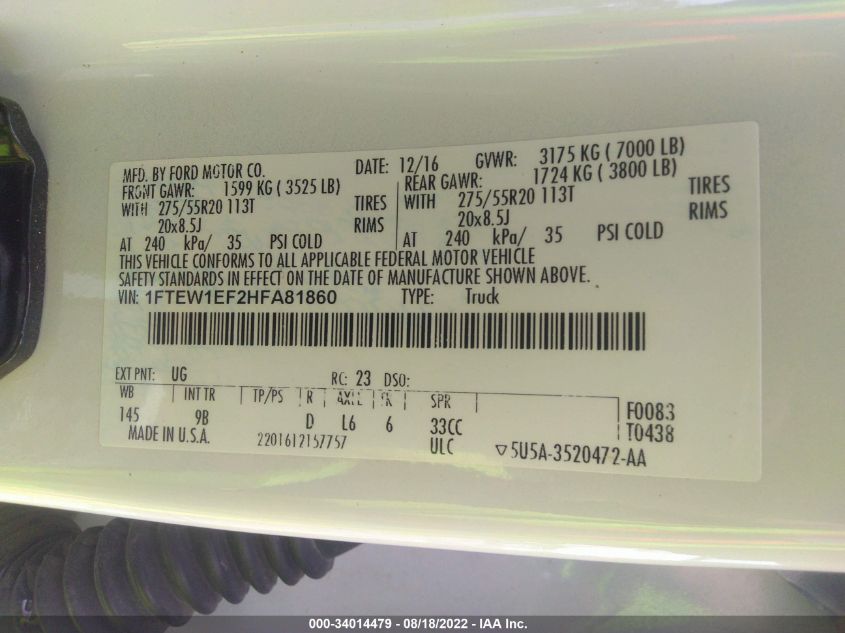 MFD. BY FORD MOTOR CO. DATE: 12/16 GVWR: 3175 KG ( 7000 LB)
FRONT GAWR: 1599 KG ( 3525 LB) REAR GAWR: 1724 KG ( 3800 LB)
WITH 275/55R20 113T TIRES WITH 275/55R20 113T TIRES
20x8.5J RIMS 20x8.5J RIMS
AT 240 kPa/ 35 PSI COLD AT 240 kPa/ 35 PSI COLD
THIS VEHICLE CONFORMS TO ALL APPLICABLE FEDERAL MOTOR VEHICLE
SAFETY STANDARDS IN EFFECT ON THE DATE OF MANUFACTURE SHOWN ABOVE.
VIN: 1FTEW1EF2HFA81860 TYPE: Truck
EXT PNT: UG RC: 23 DSO:
WB INT TR TP/PS R AXLE TR SPR
145 9B D L6 6 33CC F0083
MADE IN U.S.A. 2201612157757 ULC T0438
▽5U5A-3520472-AA
000-34014479 - 08/18/2022 - IAA Inc.